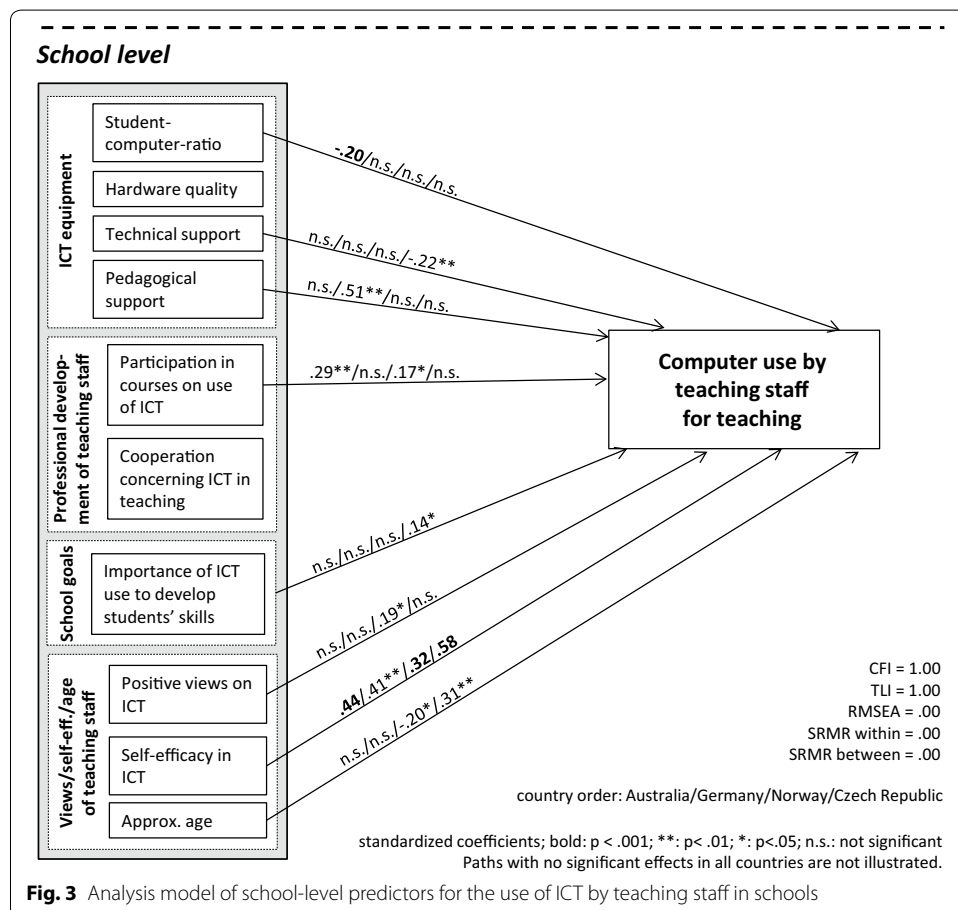 School level
ICT equipment
Student-
computer-ratio
Hardware quality
Technical support
Pedagogical
support
Professional develop-
ment of teaching staff
Participation in
courses on use
of ICT
Cooperation
concerning ICT in
teaching
School goals
Importance of ICT
use to develop
students’ skills
Views/self-eff./age
of teaching staff
Positive views on
ICT
Self-efficacy in
ICT
Approx. age
-.20/n.s./n.s./n.s.
n.s./n.s./n.s./-.22**
n.s./.51**/n.s./n.s.
.29**/n.s./.17*/n.s.
n.s./n.s./n.s./.14*
n.s./n.s./.19*/n.s.
.44/.41**/.32/.58
n.s./n.s./-.20*/.31**
Computer use by
teaching staff
for teaching
CFI = 1.00
TLI = 1.00
RMSEA = .00
SRMR within = .00
SRMR between = .00
country order: Australia/Germany/Norway/Czech Republic
standardized coefficients; bold: p < .001; **: p< .01; *: p<.05; n.s.: not significant
Paths with no significant effects in all countries are not illustrated.
Fig. 3 Analysis model of school-level predictors for the use of ICT by teaching staff in schools